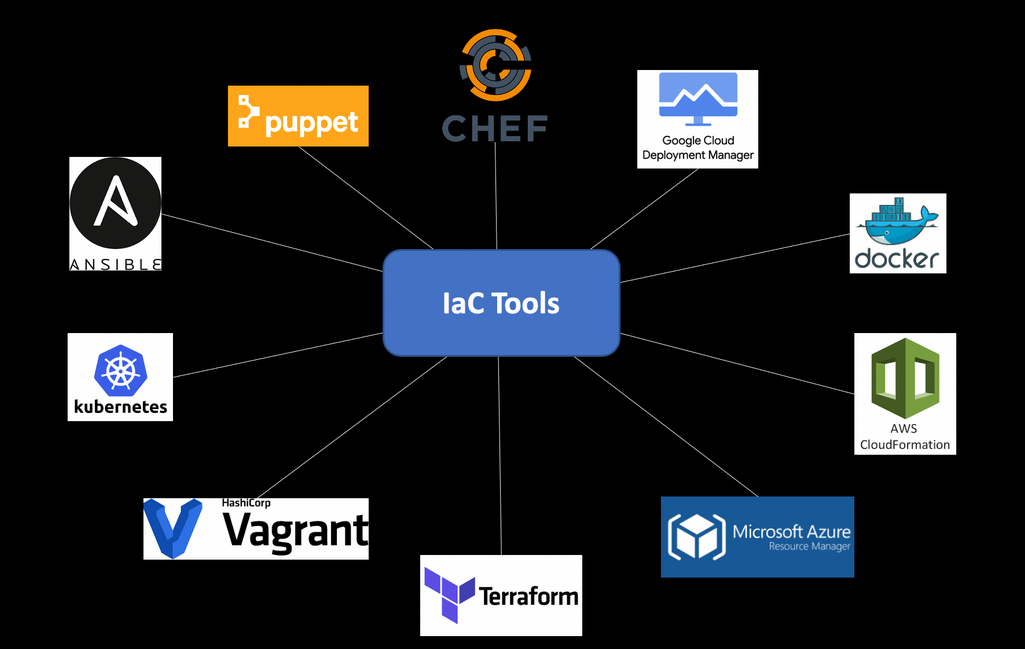 CHEF
puppet
Google Cloud
Deployment Manager
ANSIBLE
docker
IaC Tools
kubernetes
AWS
CloudFormation
HashiCorp
Vagrant
Microsoft Azure
Resource Manager
Terraform